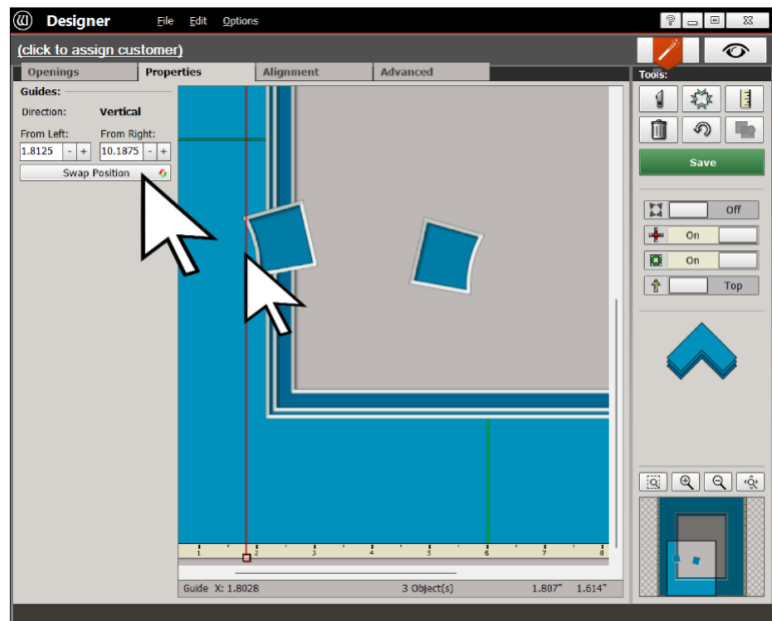 Designer File Edit Options
(click to assign customer)
Openings Properties Alignment Advanced
Tools:
Guides:
Direction: Vertical
From Left: From Right:
1.8125 - + 10.1875 - +
Swap Position
Save
Off
On
On
Top
1 2 3 4 5 6 7 8
Guide X: 1.8028 3 Object(s) 1.807" 1.614"